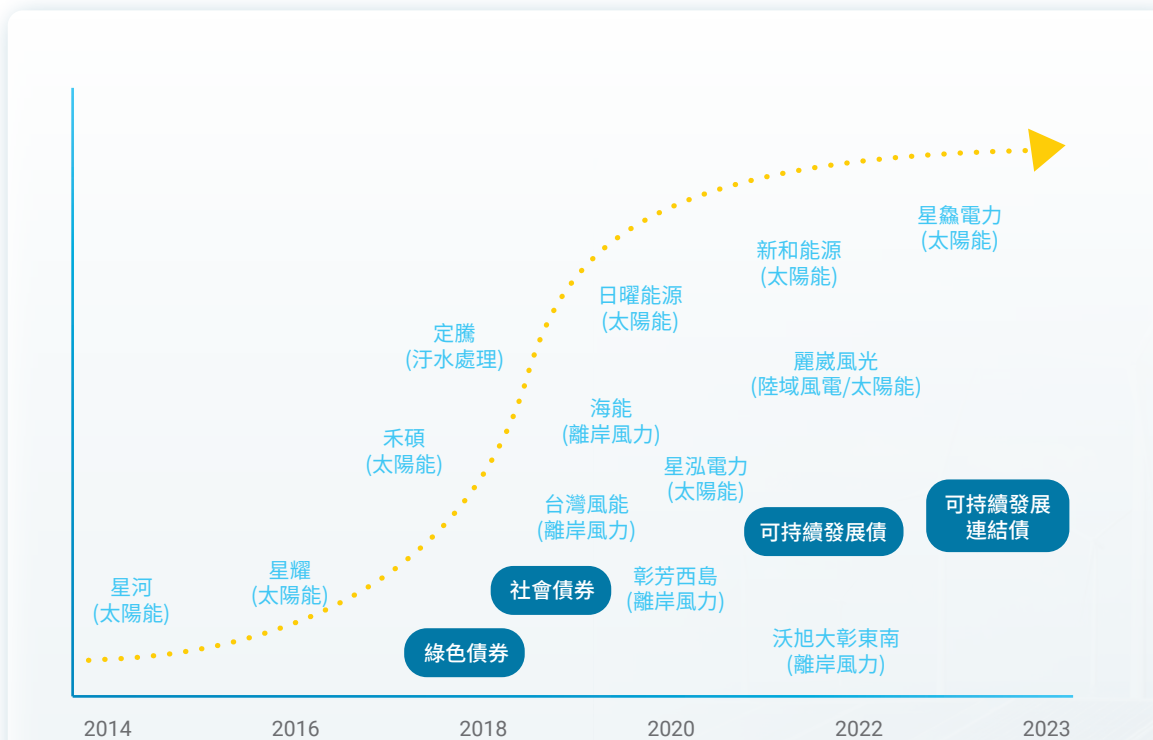 星鱻電力
(太陽能)
新和能源
(太陽能)
日曜能源
(太陽能)
定騰
(汙水處理)
麗崴風光
(陸域風電/太陽能)
海能
(離岸風力)
禾碩
(太陽能)
星泓電力
(太陽能)
台灣風能
(離岸風力)
可持續發展債
可持續發展
連結債
星河
(太陽能)
星耀
(太陽能)
社會債券
彰芳西島
(離岸風力)
綠色債券
沃旭大彰東南
(離岸風力)
2014
2016
2018
2020
2022
2023